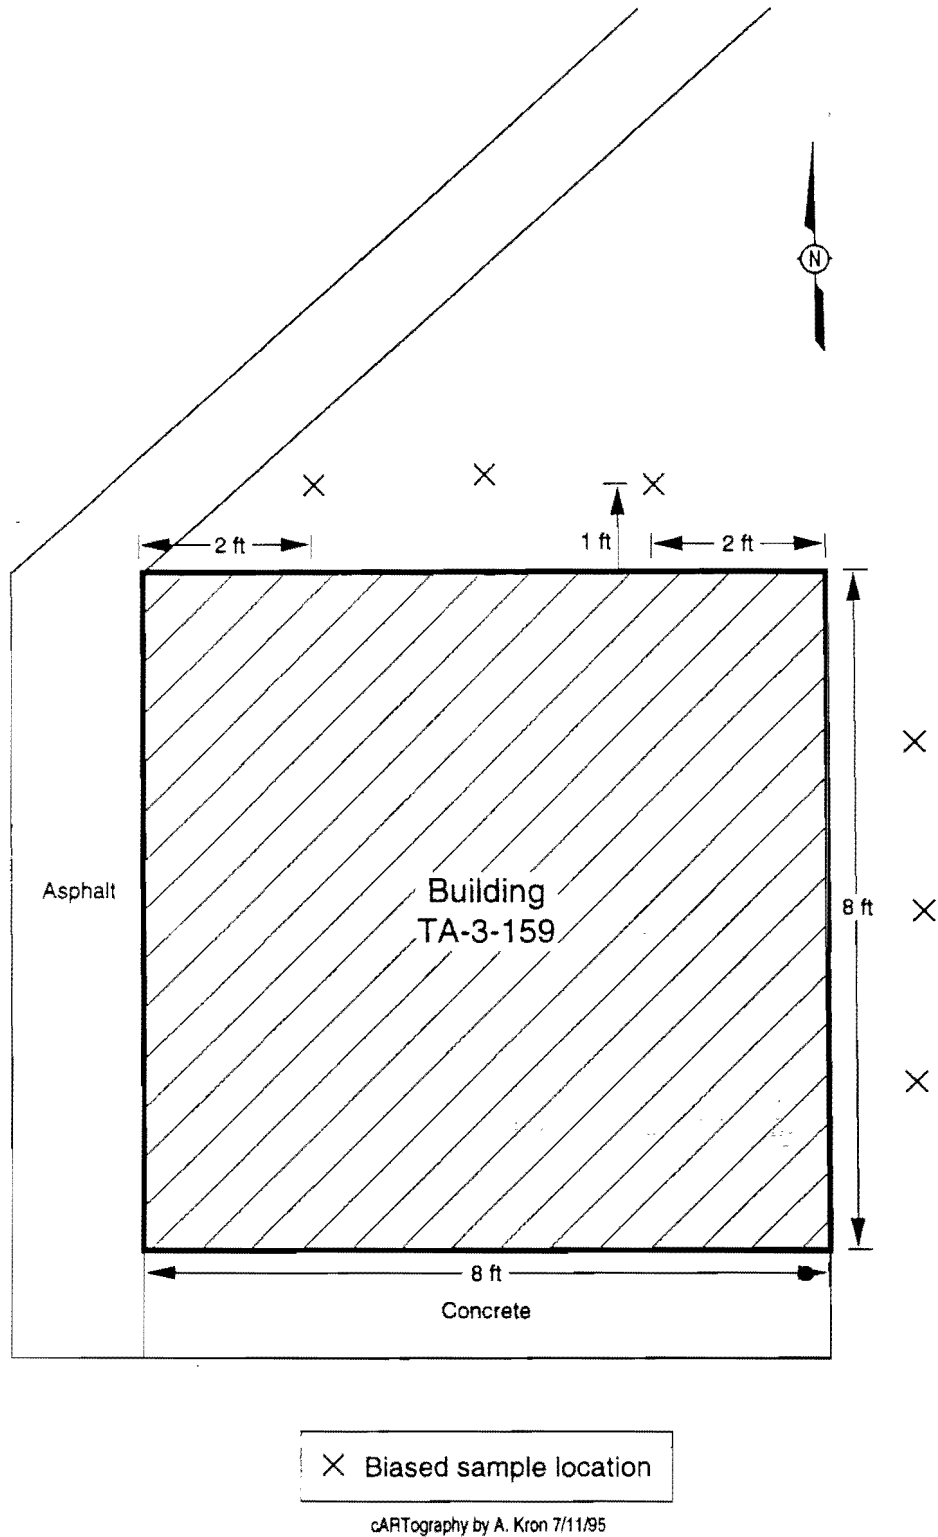 N
2 ft
1 ft
2 ft
Asphalt
Building
TA-3-159
8 ft
8 ft
Concrete
Biased sample location
cARTography by A. Kron 7/11/95